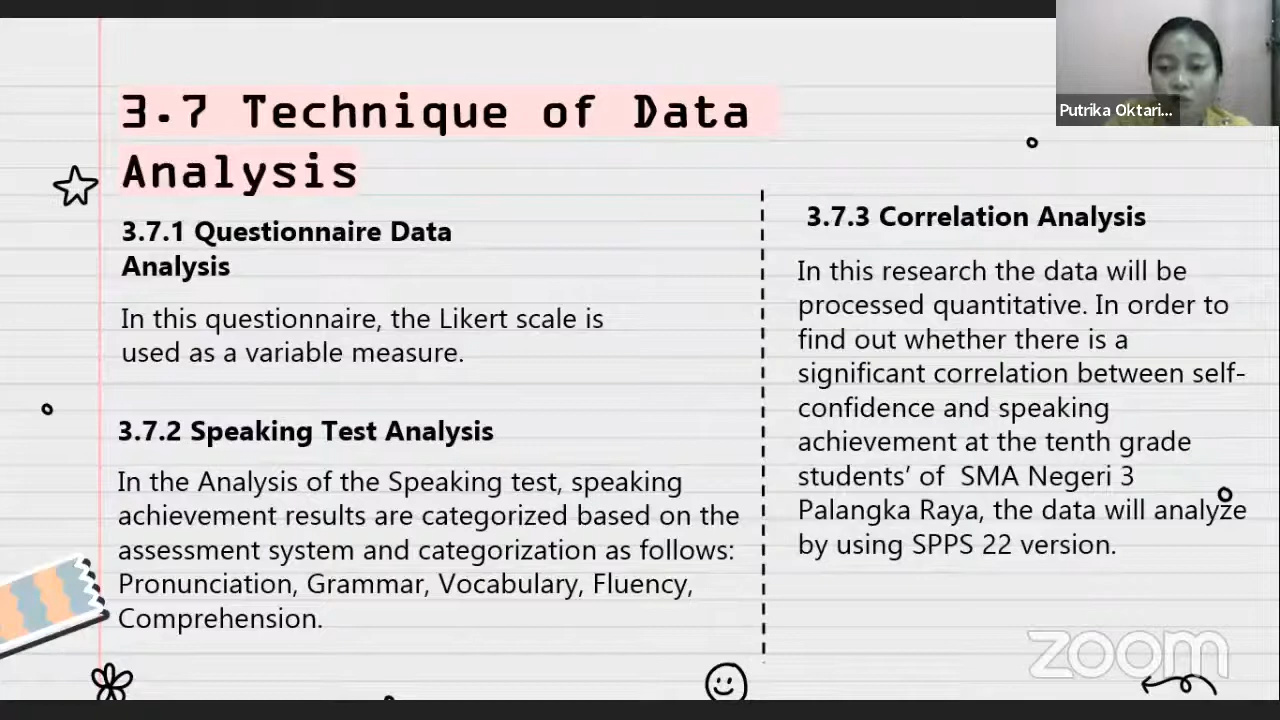 3.7 Technique of Data
Analysis
3.7.1 Questionnaire Data
Analysis
In this questionnaire, the Likert scale is
used as a variable measure.
3.7.2 Speaking Test Analysis
In the Analysis of the Speaking test, speaking
achievement results are categorized based on the
assessment system and categorization as follows:
Pronunciation, Grammar, Vocabulary, Fluency,
Comprehension.
3.7.3 Correlation Analysis
In this research the data will be
processed quantitative. In order to
find out whether there is a
significant correlation between self-
confidence and speaking
achievement at the tenth grade
students’ of SMA Negeri 3
Palangka Raya, the data will analyze
by using SPPS 22 version.
Putrika Oktari...
zoom